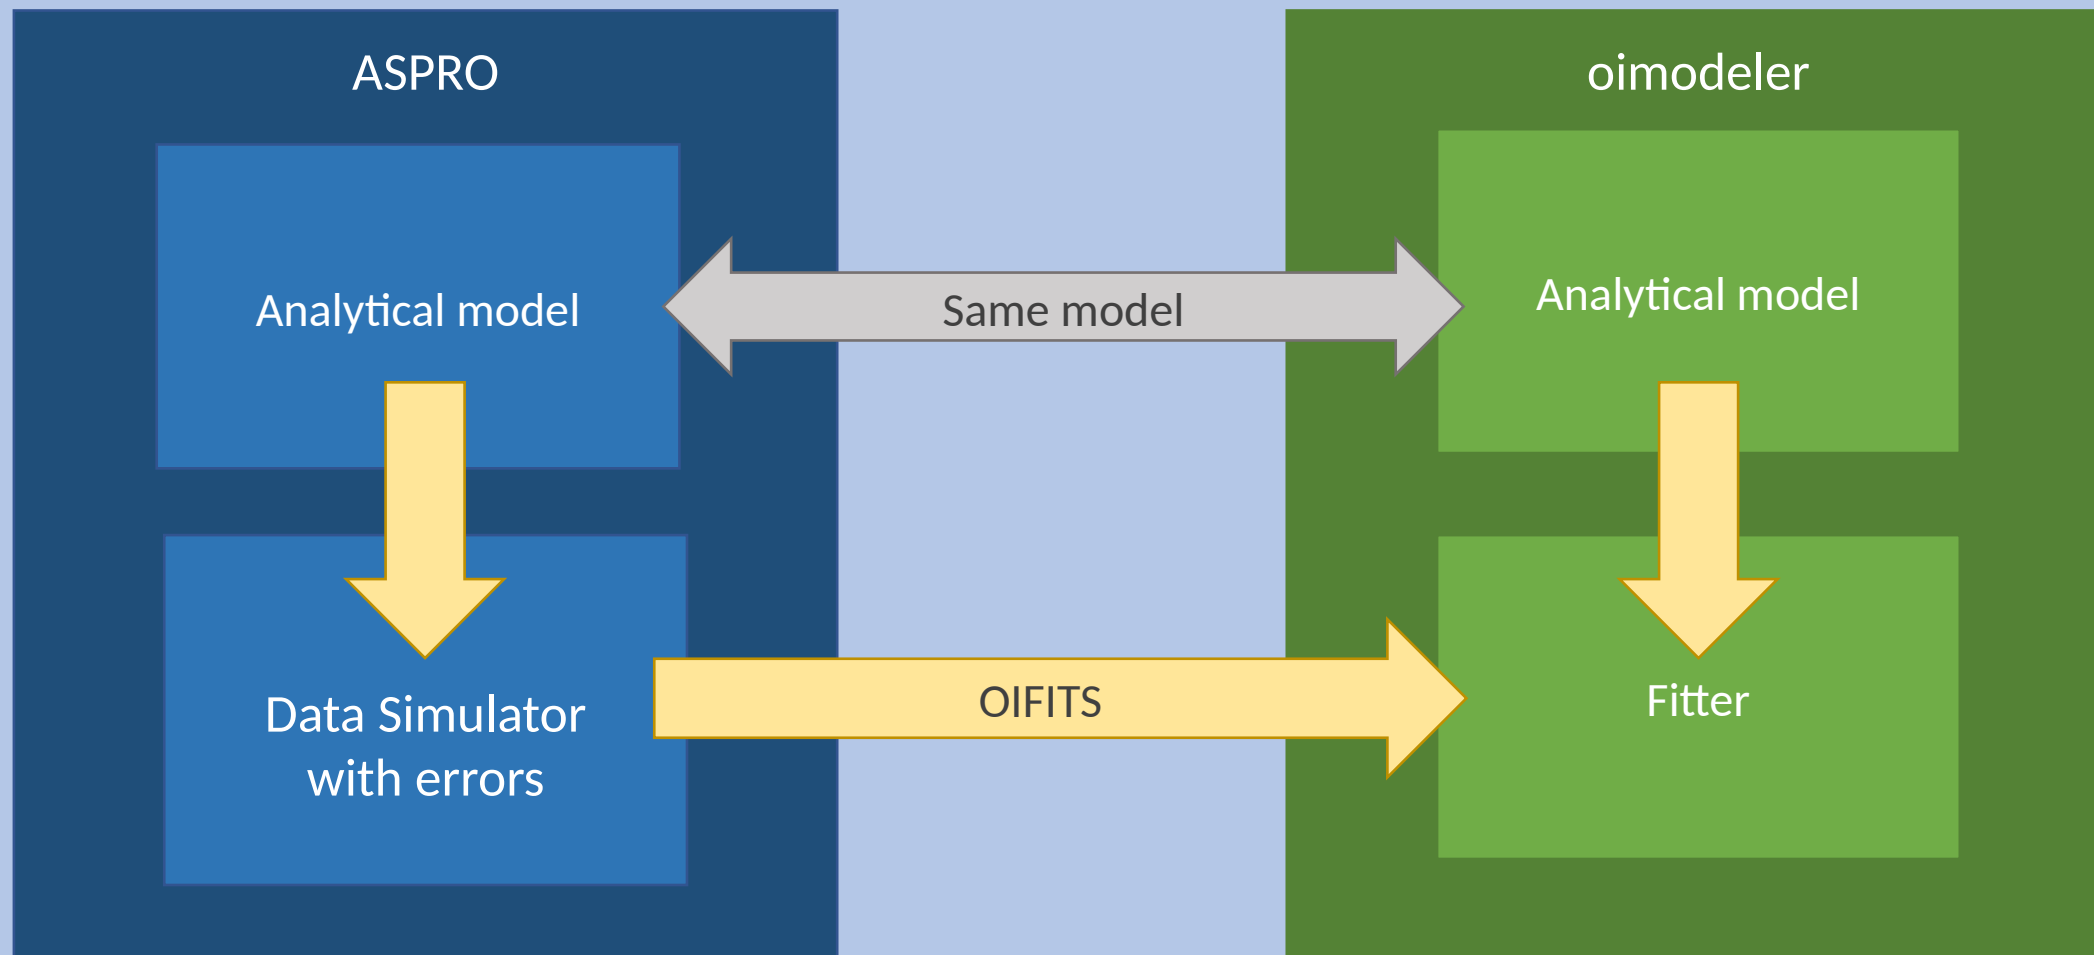 ASPRO
oimodeler
Analytical model
Same model
Analytical model
Data Simulator
with errors
OIFITS
Fitter